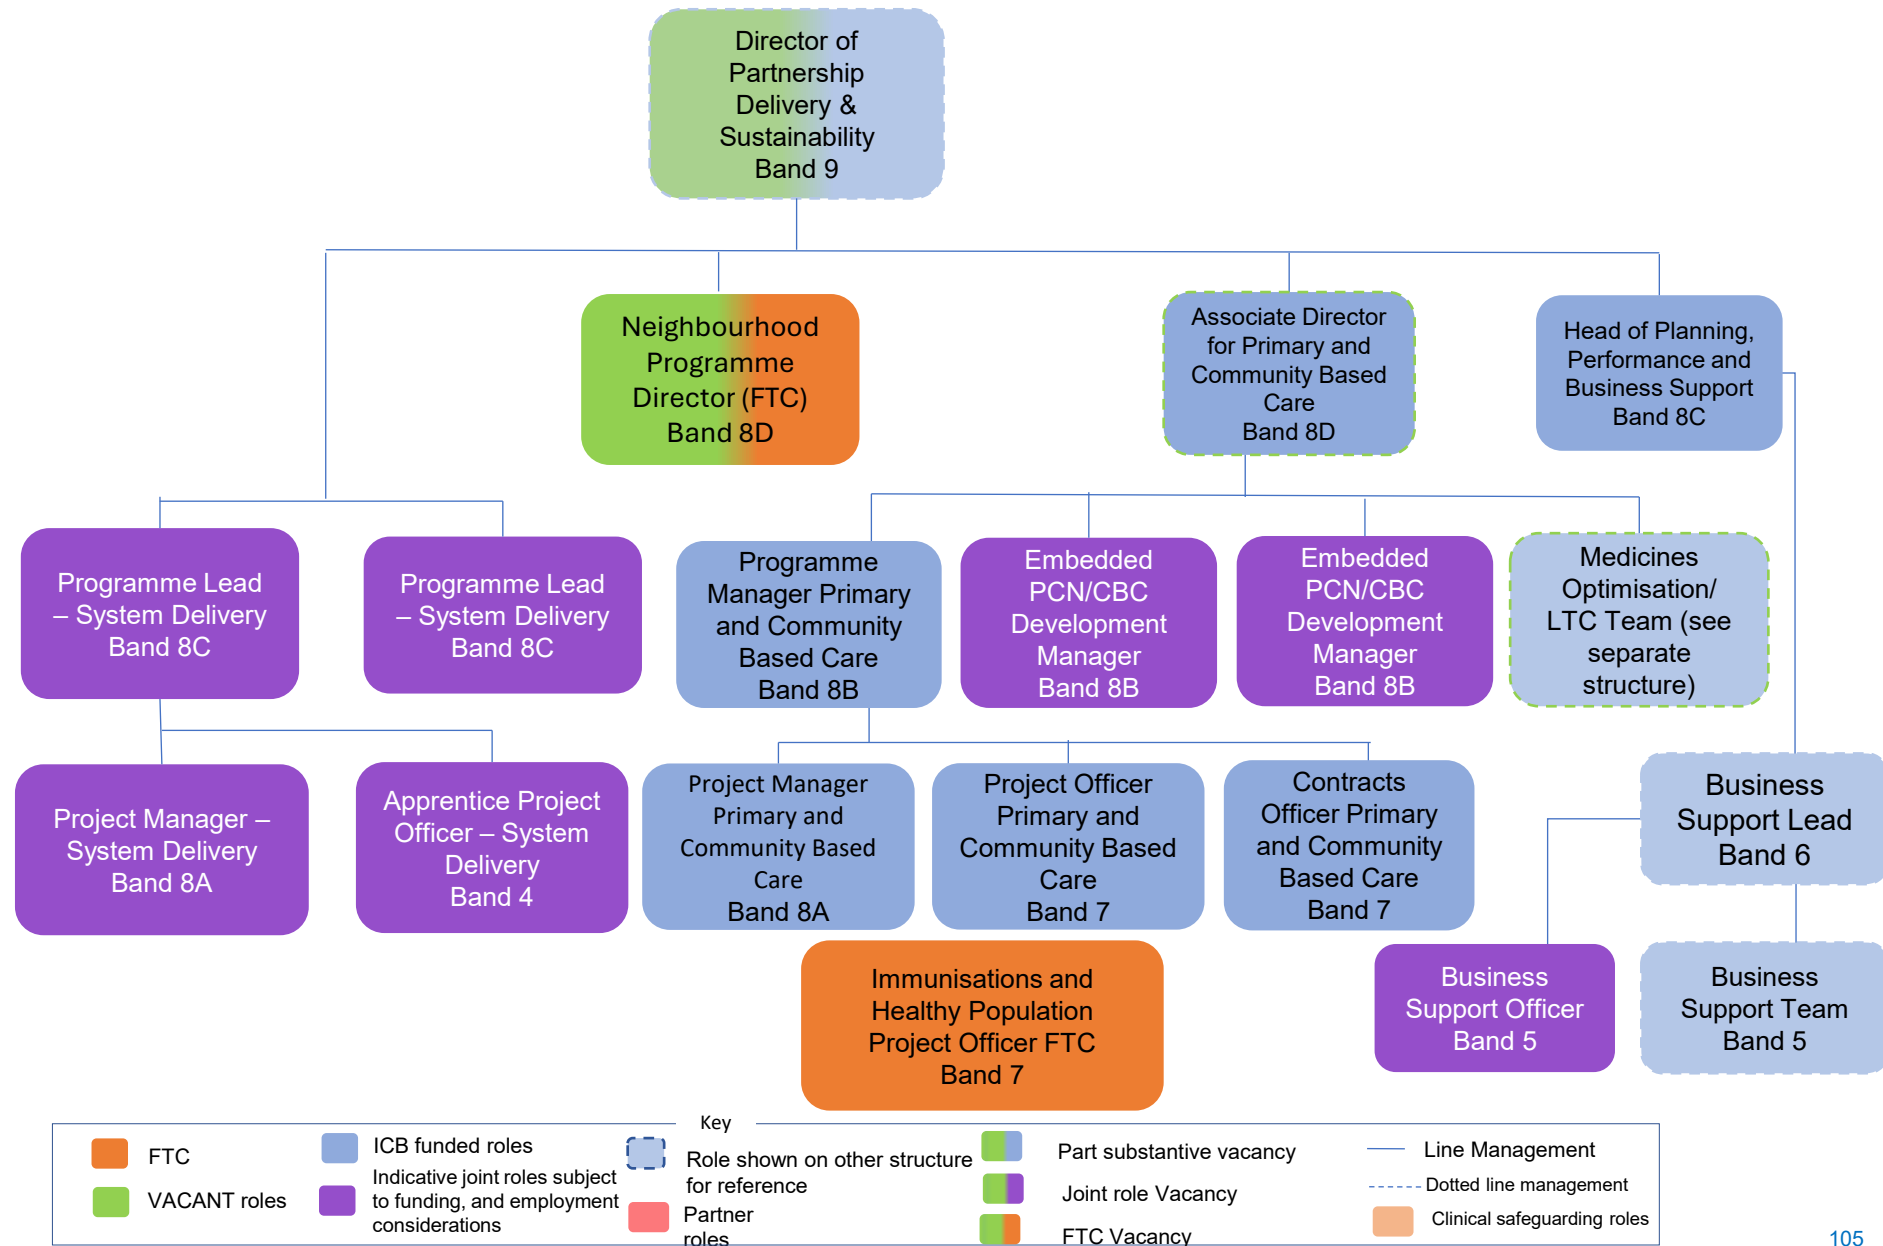 Director of
Partnership
Delivery &
Sustainability
Band 9
Neighbourhood
Programme
Director (FTC)
Band 8D
Associate Director
for Primary and
Community Based
Care
Band 8D
Head of Planning,
Performance and
Business Support
Band 8C
Programme Lead
– System Delivery
Band 8C
Programme Lead
– System Delivery
Band 8C
Programme
Manager Primary
and Community
Based Care
Band 8B
Embedded
PCN/CBC
Development
Manager
Band 8B
Embedded
PCN/CBC
Development
Manager
Band 8B
Medicines
Optimisation/
LTC Team (see
separate
structure)
Project Manager –
System Delivery
Band 8A
Apprentice Project
Officer – System
Delivery
Band 4
Project Manager
Primary and
Community Based
Care
Band 8A
Project Officer
Primary and
Community Based
Care
Band 7
Contracts
Officer Primary
and Community
Based Care
Band 7
Business
Support Lead
Band 6
Immunisations and
Healthy Population
Project Officer FTC
Band 7
Business
Support Officer
Band 5
Business
Support Team
Band 5
Key
FTC
VACANT roles
ICB funded roles
Indicative joint roles subject
to funding, and employment
considerations
Role shown on other structure
for reference
Partner
roles
Part substantive vacancy
Joint role Vacancy
FTC Vacancy
Line Management
Dotted line management
Clinical safeguarding roles
105